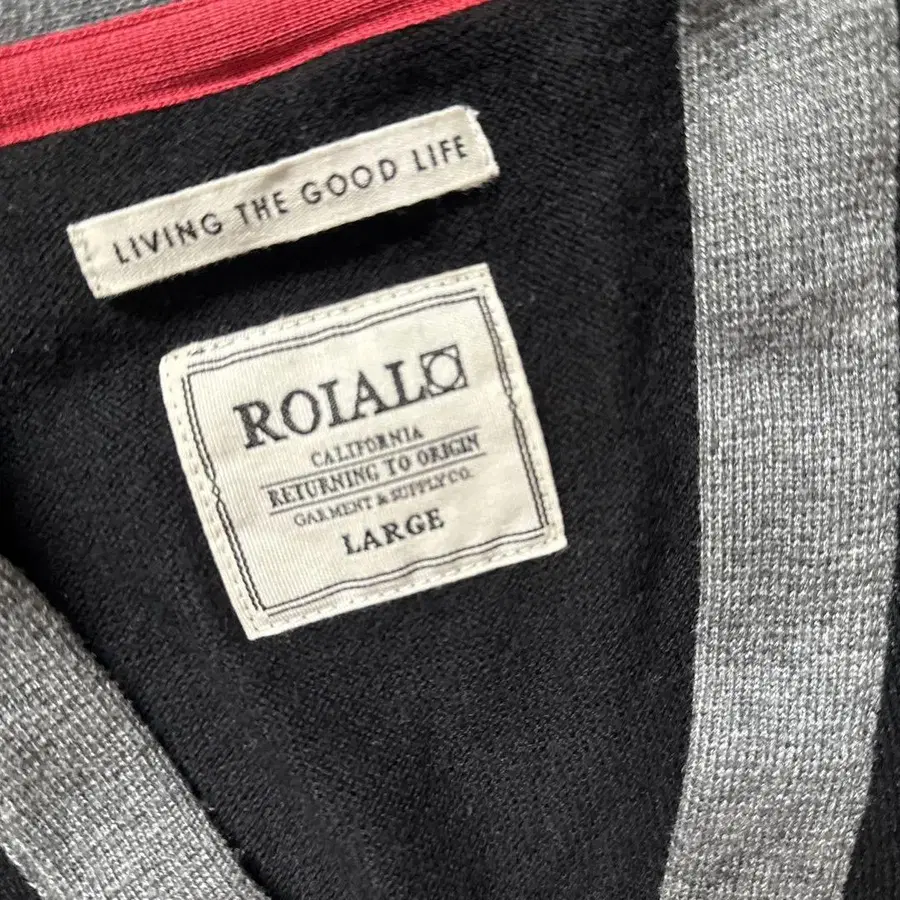 LIVING THE GOOD LIFE
ROIAL
CALIFORNIA
RETURNING TO ORIGIN
GARMENT & SUPPLY CO.
LARGE